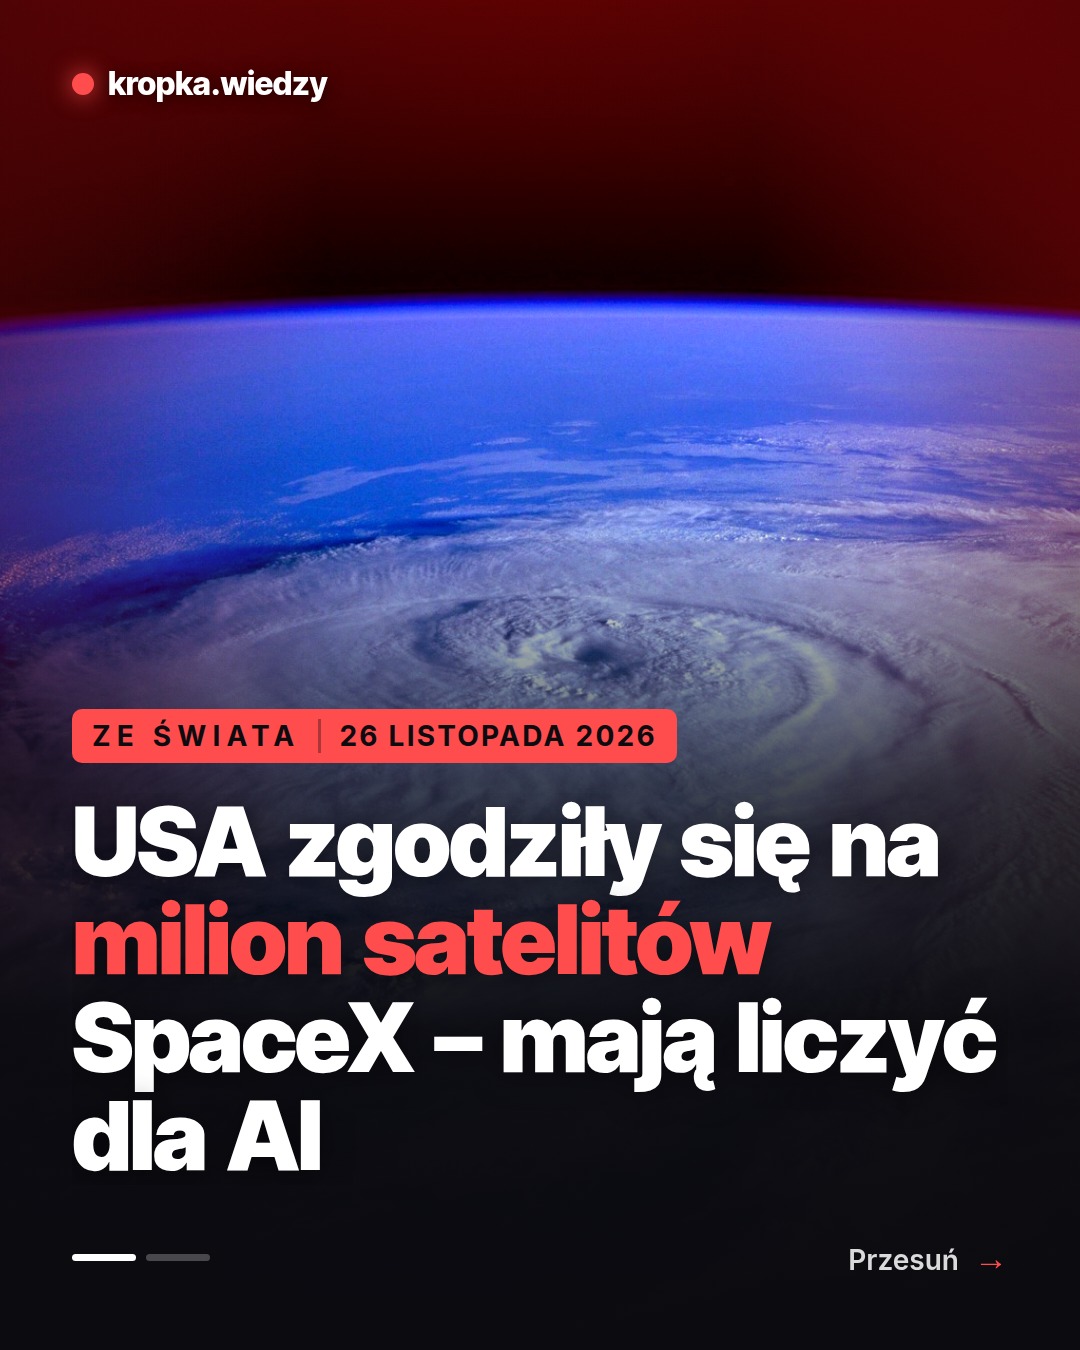 kropka.wiedzy
ZE ŚWIATA | 26 LISTOPADA 2026
USA zgodziły się na
milion satelitów
SpaceX – mają liczyć
dla AI
Przesuń →